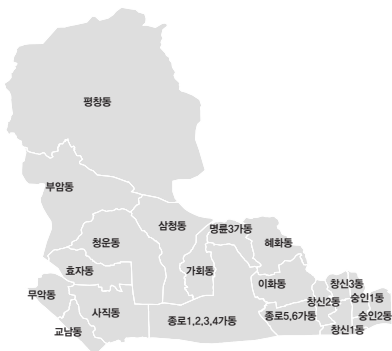 평창동
부암동
삼청동
명륜3가동
청운동
혜화동
효자동
가회동
이화동
창신3동
무악동
창신2동
숭인1동
사직동
종로1,2,3,4가동
종로5,6가동
숭인2동
교남동
창신1동